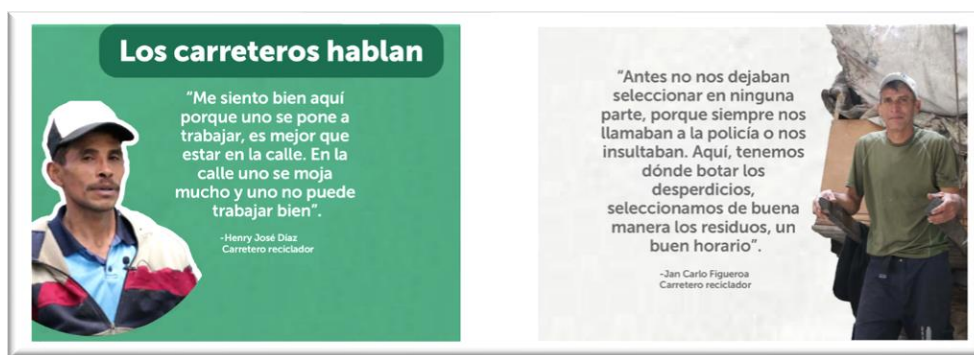 Los carreteros hablan
“Me siento bien aquí
porque uno se pone a
trabajar, es mejor que
estar en la calle. En la
calle uno se moja
mucho y uno no puede
trabajar bien”.
-Henry José Díaz
Carretero reciclador
“Antes no nos dejaban
seleccionar en ninguna
parte, porque siempre nos
llamaban a la policía o nos
insultaban. Aquí, tenemos
dónde botar los
desperdicios,
seleccionamos de buena
manera los residuos, un
buen horario”.
-Jan Carlo Figueroa
Carretero reciclador